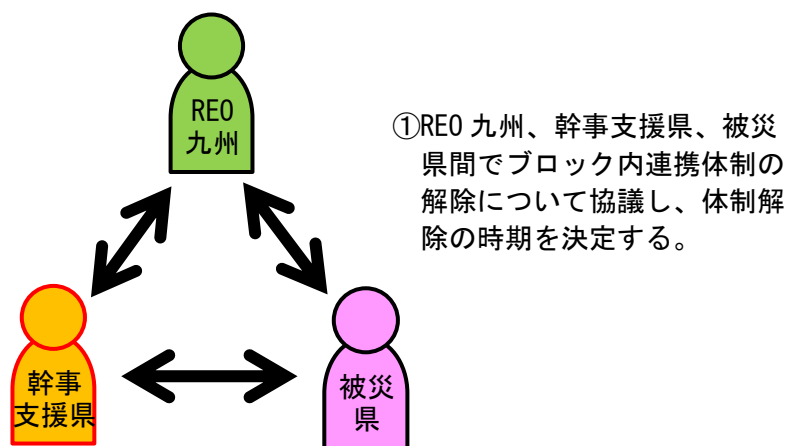 REO
九州
①REO 九州、幹事支援県、被災
県間でブロック内連携体制の
解除について協議し、体制解
除の時期を決定する。
幹事
支援県
被災
県